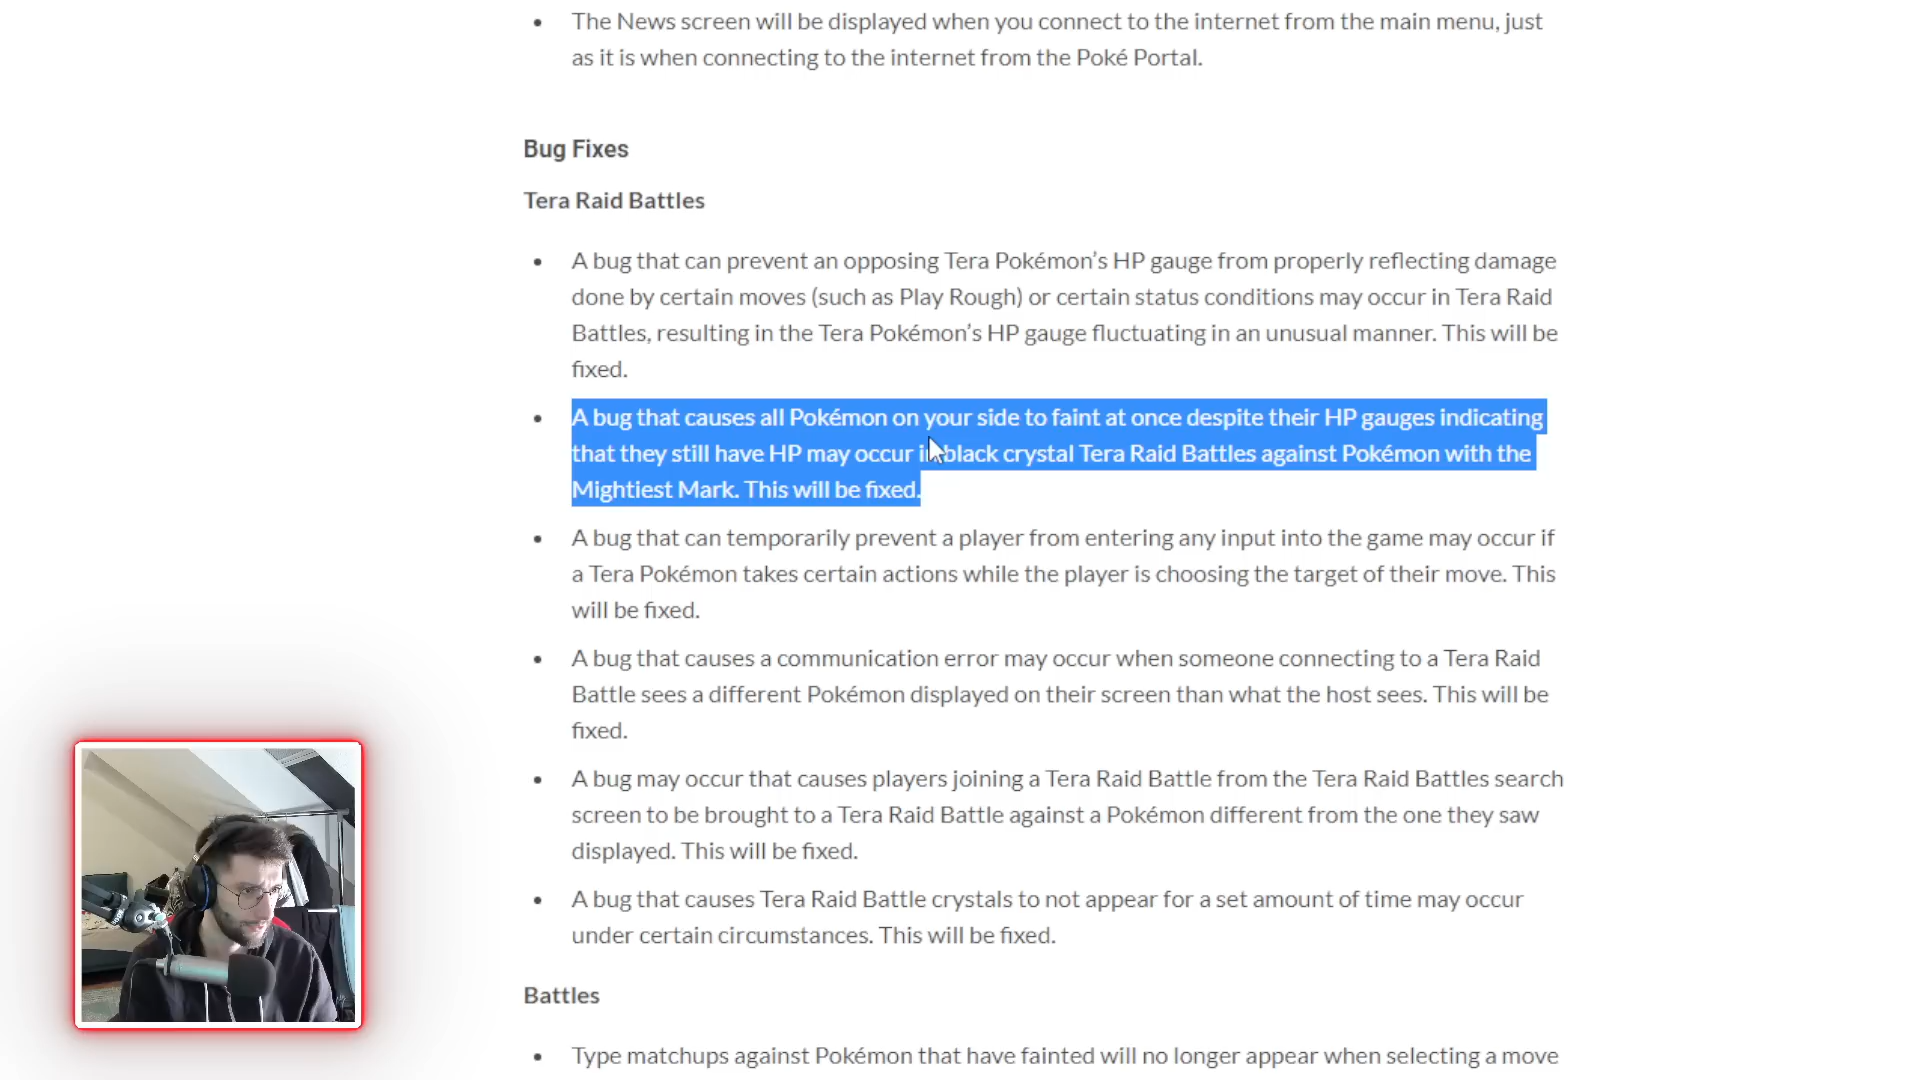 The News screen will be displayed when you connect to the internet from the main menu, just
as it is when connecting to the internet from the Poké Portal.
Bug Fixes
Tera Raid Battles
A bug that can prevent an opposing Tera Pokémon’s HP gauge from properly reflecting damage
done by certain moves (such as Play Rough) or certain status conditions may occur in Tera Raid
Battles, resulting in the Tera Pokémon’s HP gauge fluctuating in an unusual manner. This will be
fixed.
A bug that causes all Pokémon on your side to faint at once despite their HP gauges indicating
that they still have HP may occur in black crystal Tera Raid Battles against Pokémon with the
Mightiest Mark. This will be fixed.
A bug that can temporarily prevent a player from entering any input into the game may occur if
a Tera Pokémon takes certain actions while the player is choosing the target of their move. This
will be fixed.
A bug that causes a communication error may occur when someone connecting to a Tera Raid
Battle sees a different Pokémon displayed on their screen than what the host sees. This will be
fixed.
A bug may occur that causes players joining a Tera Raid Battle from the Tera Raid Battles search
screen to be brought to a Tera Raid Battle against a Pokémon different from the one they saw
displayed. This will be fixed.
A bug that causes Tera Raid Battle crystals to not appear for a set amount of time may occur
under certain circumstances. This will be fixed.
Battles
Type matchups against Pokémon that have fainted will no longer appear when selecting a move